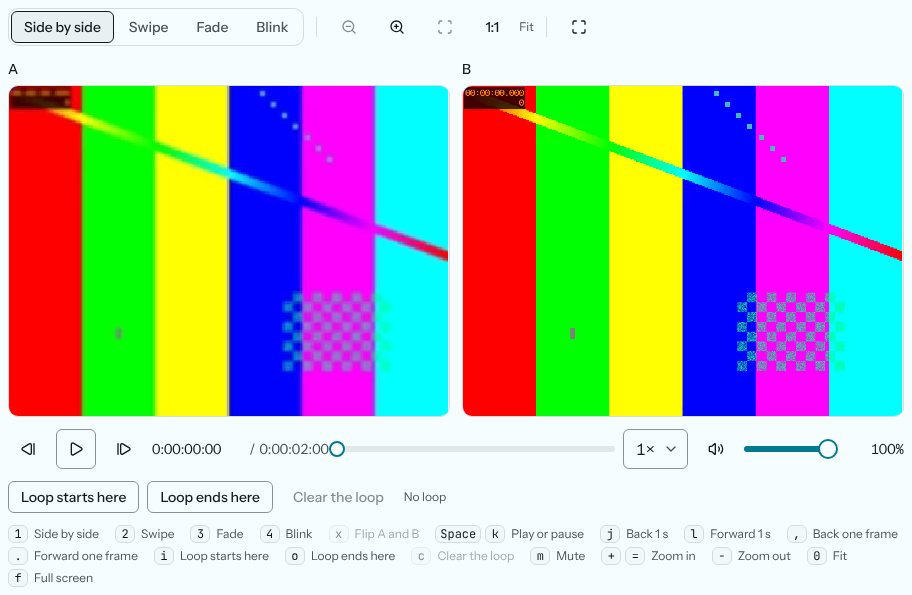 Side by side Swipe Fade Blink 1:1 Fit
A B
00:00:00.000
0
0:00:00:00 / 0:00:02:00 1× 100%
Loop starts here Loop ends here Clear the loop No loop
1 Side by side 2 Swipe 3 Fade 4 Blink x Flip A and B Space k Play or pause j Back 1 s l Forward 1 s , Back one frame
. Forward one frame i Loop starts here o Loop ends here c Clear the loop m Mute + = Zoom in - Zoom out 0 Fit
f Full screen